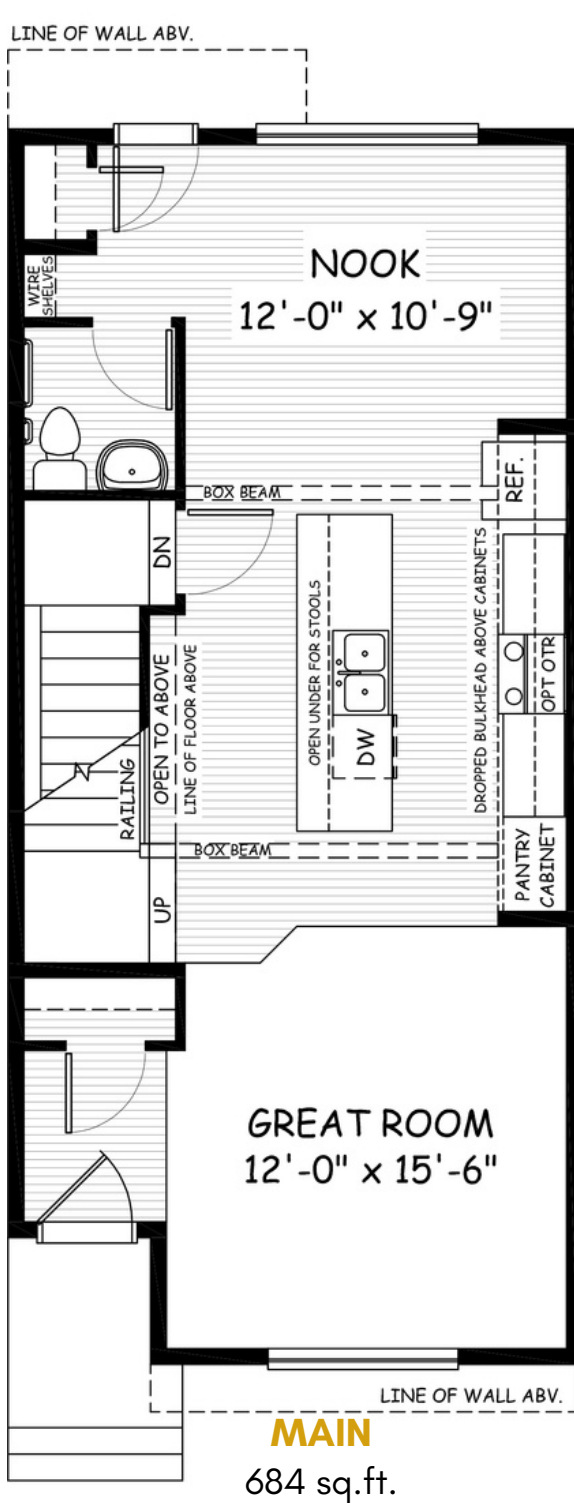 LINE OF WALL ABV.
NOOK
12'-0" x 10'-9"
WIRE
SHELVES
BOX BEAM
REF.
DN
OPEN UNDER FOR STOOLS
DROPPED BULKHEAD ABOVE CABINETS
OPT OTR
OPEN TO ABOVE
LINE OF FLOOR ABOVE
RAILING
DW
BOX BEAM
PANTRY
CABINET
UP
GREAT ROOM
12'-0" x 15'-6"
LINE OF WALL ABV.
MAIN
684 sq.ft.